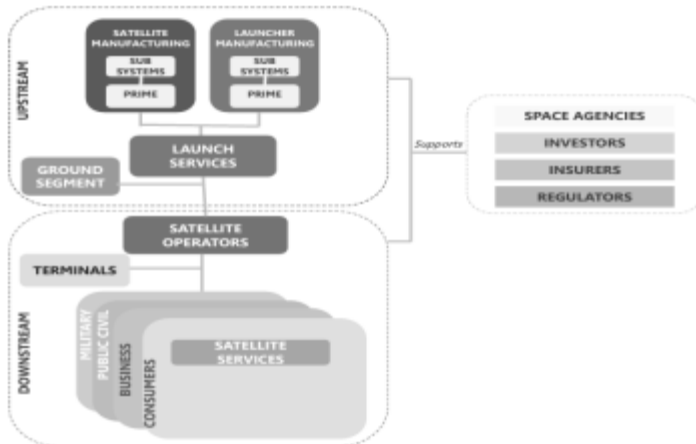 UPSTREAM
SATELLITE
MANUFACTURING
SUB
SYSTEMS
PRIME
LAUNCHER
MANUFACTURING
SUB
SYSTEMS
PRIME
LAUNCH
SERVICES
GROUND
SEGMENT
Supports
SPACE AGENCIES
INVESTORS
INSURERS
REGULATORS
DOWNSTREAM
SATELLITE
OPERATORS
TERMINALS
MILITARY
PUBLIC CIVIL
BUSINESS
CONSUMERS
SATELLITE
SERVICES